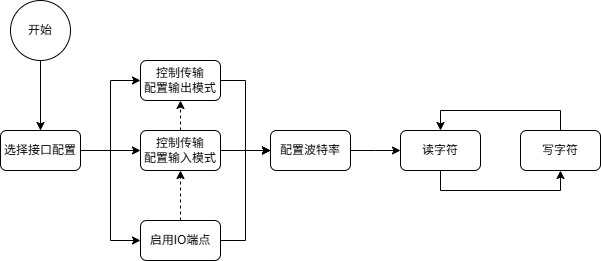 开始
选择接口配置
控制传输
配置输出模式
控制传输
配置输入模式
启用IO端点
配置波特率
读字符
写字符